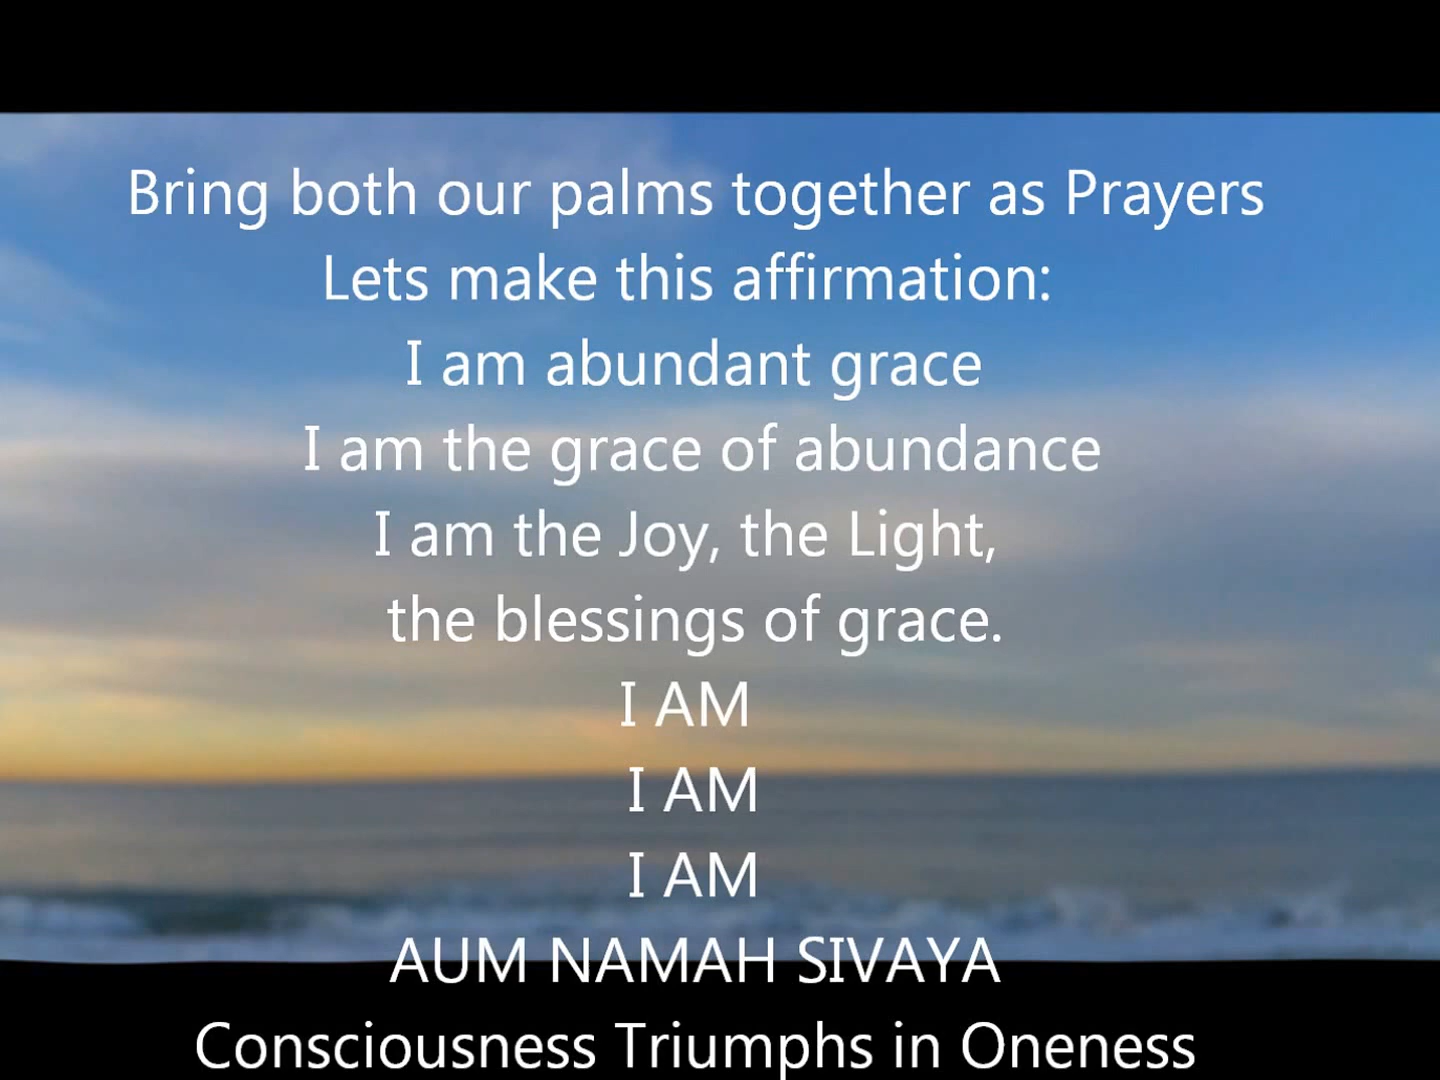 Bring both our palms together as Prayers
Lets make this affirmation:
I am abundant grace
I am the grace of abundance
I am the Joy, the Light,
the blessings of grace.
I AM
I AM
I AM
AUM NAMAH SIVAYA
Consciousness Triumphs in Oneness